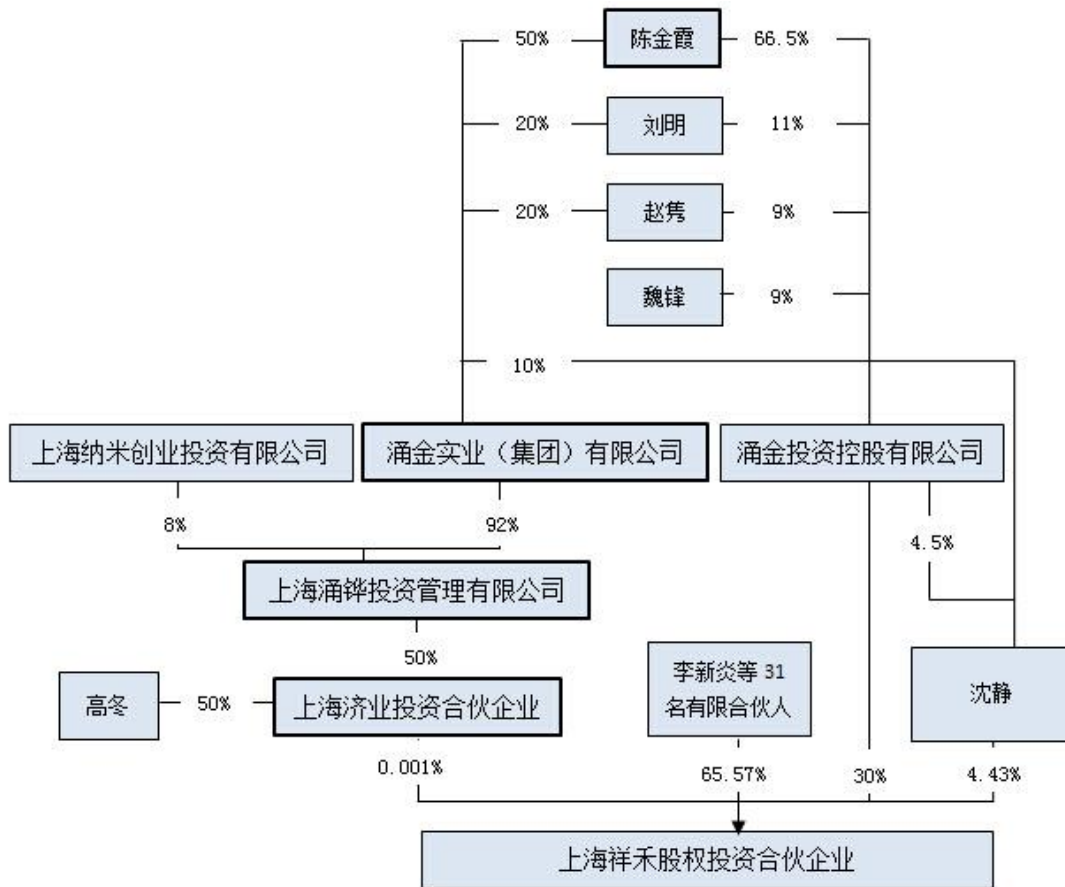 50%
陈金霞
66.5%
20%
刘明
11%
20%
赵隽
9%
魏锋
9%
10%
上海纳米创业投资有限公司
涌金实业（集团）有限公司
涌金投资控股有限公司
8%
92%
4.5%
上海涌铧投资管理有限公司
50%
高冬
50%
上海济业投资合伙企业
李新炎等 31
名有限合伙人
沈静
0.001%
65.57%
30%
4.43%
上海祥禾股权投资合伙企业